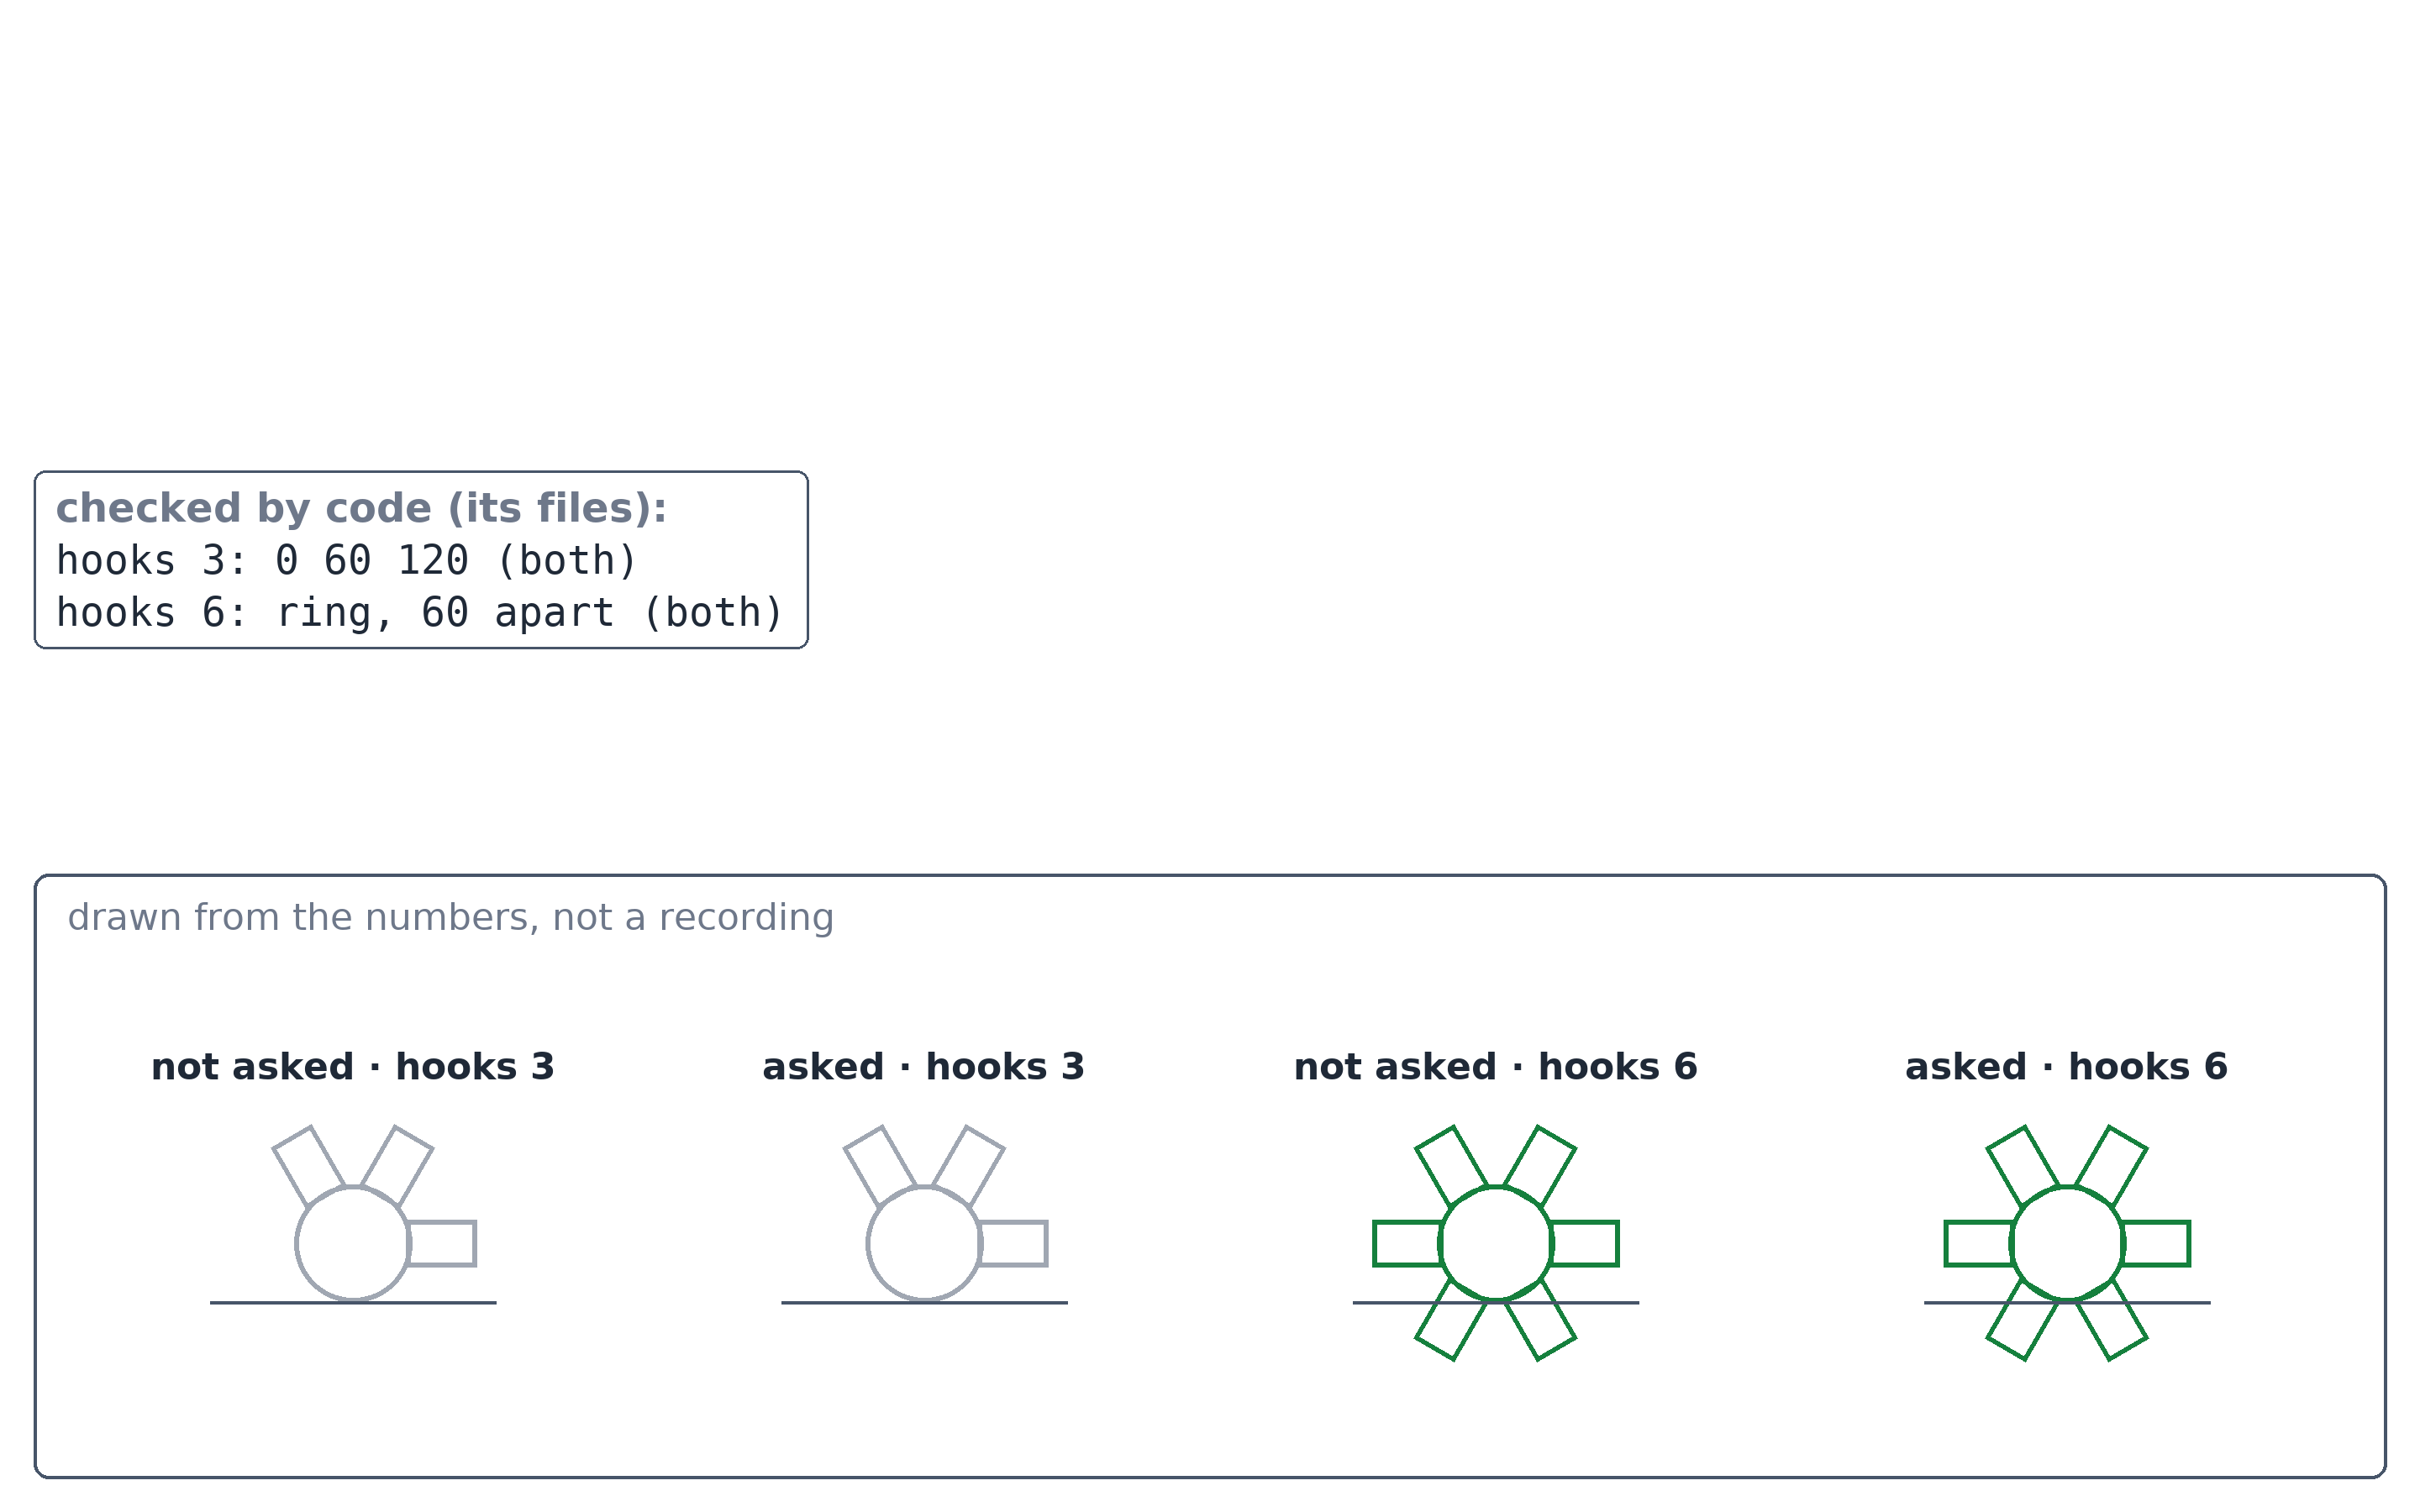 checked by code (its files):
hooks 3: 0 60 120 (both)
hooks 6: ring, 60 apart (both)
drawn from the numbers, not a recording
not asked · hooks 3
asked · hooks 3
not asked · hooks 6
asked · hooks 6